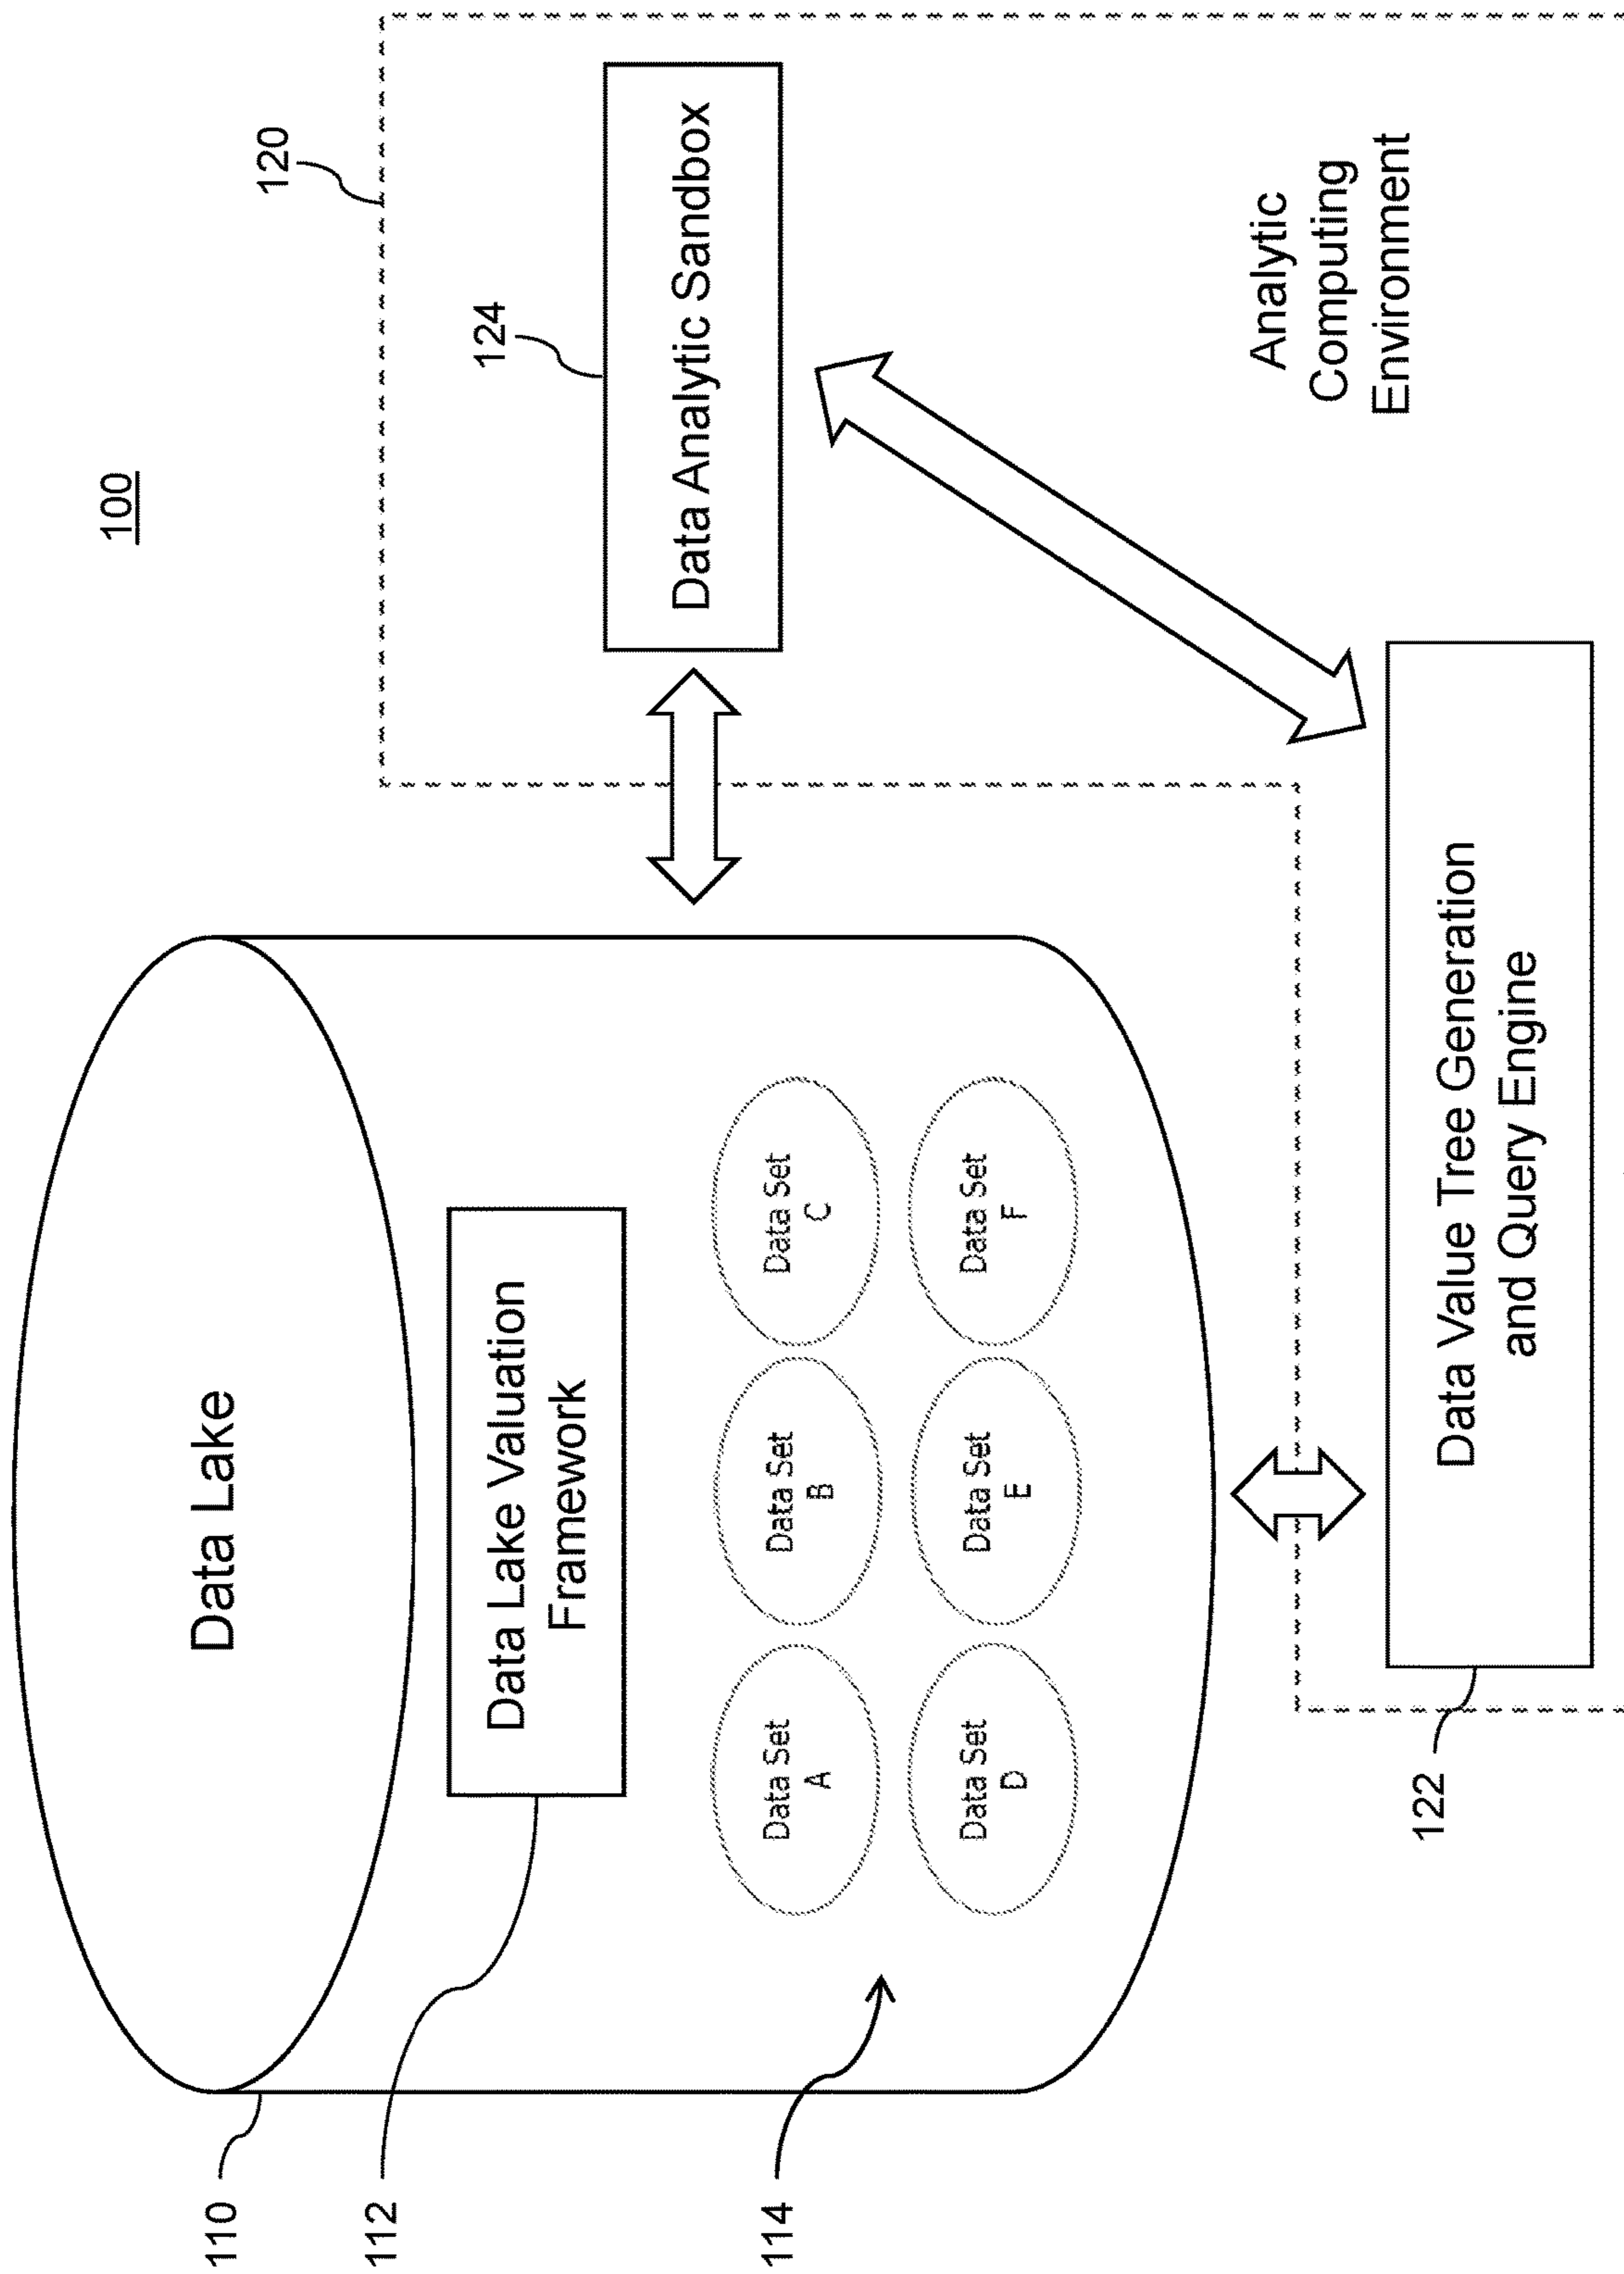 100
120
110
Data Lake
112
Data Lake Valuation
Framework
124
Data Analytic Sandbox
114
Data Set
A
Data Set
B
Data Set
C
Data Set
D
Data Set
E
Data Set
F
Analytic
Computing
Environment
122
Data Value Tree Generation
and Query Engine